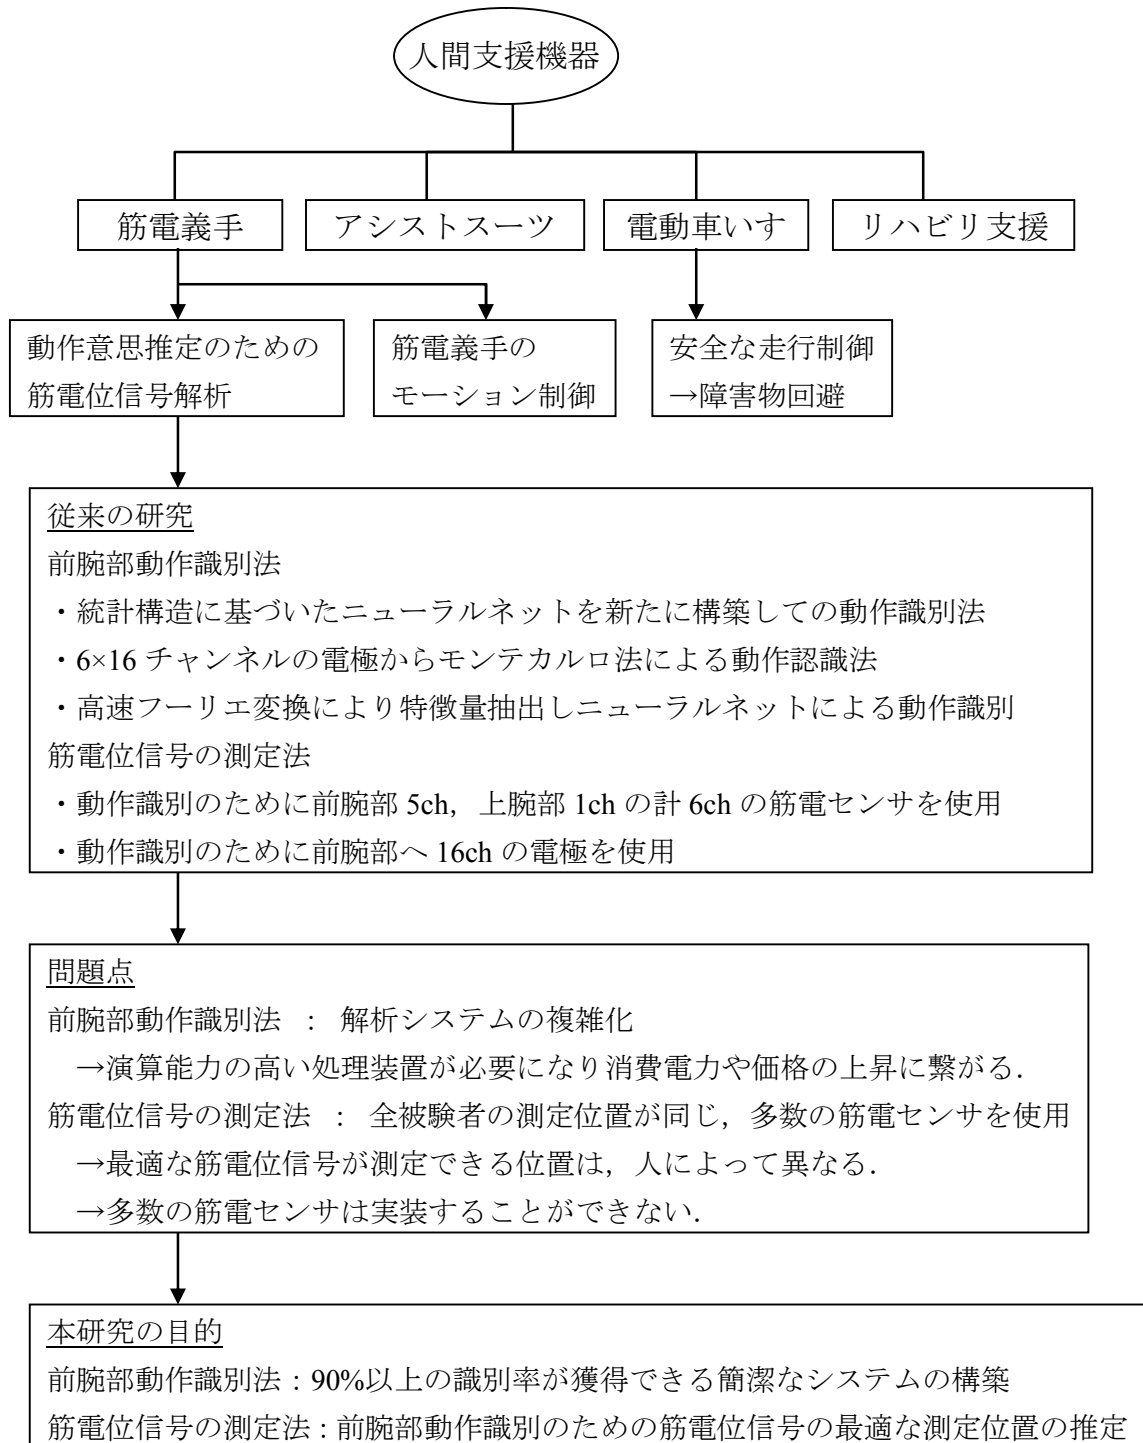 人間支援機器
筋電義手
アシストスーツ
電動車いす
リハビリ支援
動作意思推定のための
筋電位信号解析
筋電義手の
モーション制御
安全な走行制御
→障害物回避
従来の研究
前腕部動作識別法
・統計構造に基づいたニューラルネットを新たに構築しての動作識別法
・6×16 チャンネルの電極からモンテカルロ法による動作認識法
・高速フーリエ変換により特徴量抽出しニューラルネットによる動作識別
筋電位信号の測定法
・動作識別のために前腕部 5ch，上腕部 1ch の計 6ch の筋電センサを使用
・動作識別のために前腕部へ 16ch の電極を使用
問題点
前腕部動作識別法 ： 解析システムの複雑化
→演算能力の高い処理装置が必要になり消費電力や価格の上昇に繋がる．
筋電位信号の測定法 ： 全被験者の測定位置が同じ，多数の筋電センサを使用
→最適な筋電位信号が測定できる位置は，人によって異なる．
→多数の筋電センサは実装することができない．
本研究の目的
前腕部動作識別法：90%以上の識別率が獲得できる簡潔なシステムの構築
筋電位信号の測定法：前腕部動作識別のための筋電位信号の最適な測定位置の推定